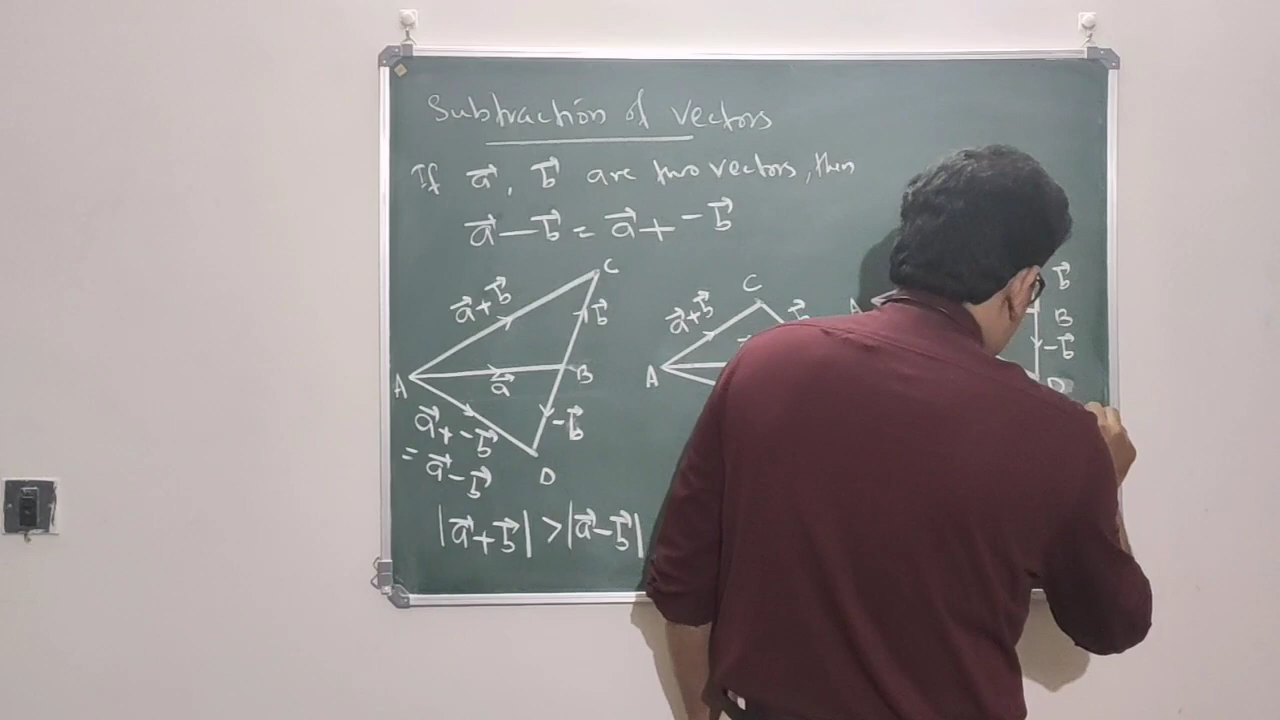 Subtraction of vectors
If a⃗, b⃗ are two vectors, then
a⃗ - b⃗ = a⃗ + -b⃗
C
a⃗+b⃗
b⃗
A
a⃗
B
a⃗+-b⃗
-b⃗
= a⃗-b⃗
D
|a⃗+b⃗| > |a⃗-b⃗|
C
a⃗+b⃗
b⃗
A
A
b⃗
B
-b⃗
D